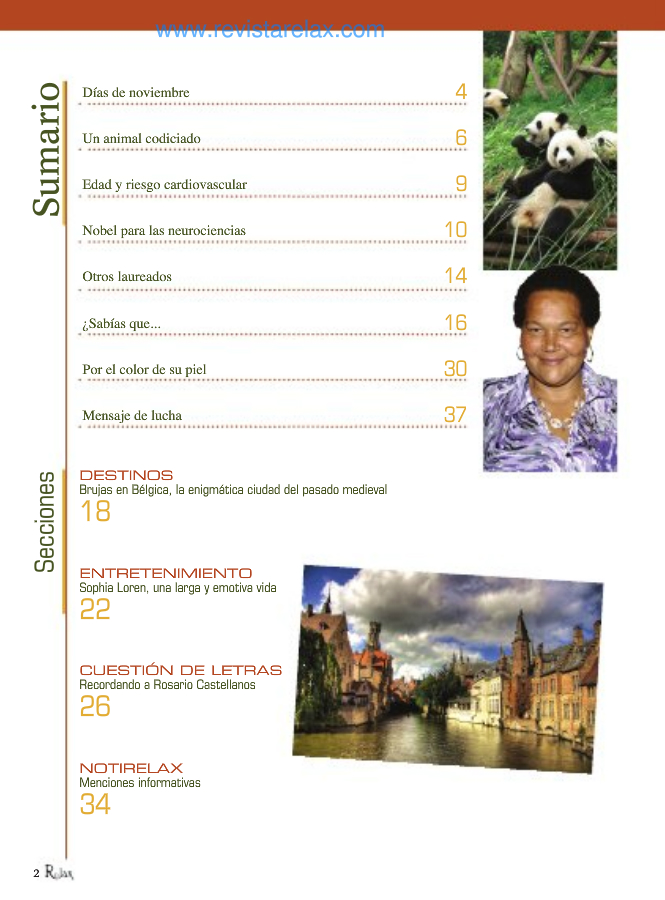 www.revistarelax.com
Sumario
Días de noviembre 4
Un animal codiciado 6
Edad y riesgo cardiovascular 9
Nobel para las neurociencias 10
Otros laureados 14
¿Sabías que... 16
Por el color de su piel 30
Mensaje de lucha 37
Secciones
DESTINOS
Brujas en Bélgica, la enigmática ciudad del pasado medieval
18
ENTRETENIMIENTO
Sophia Loren, una larga y emotiva vida
22
CUESTIÓN DE LETRAS
Recordando a Rosario Castellanos
26
NOTIRELAX
Menciones informativas
34
2 Relax